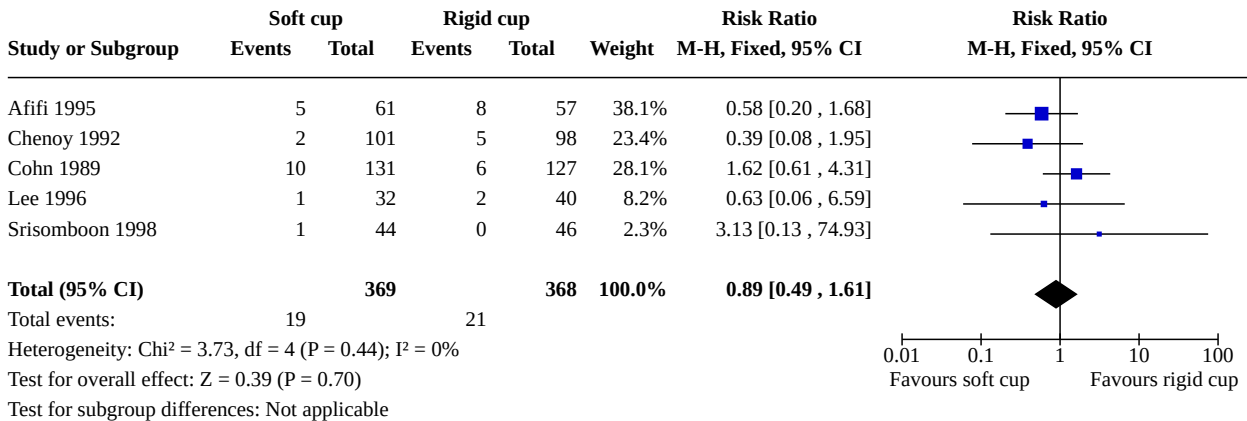 Soft cup Rigid cup Risk Ratio Risk Ratio
Study or Subgroup Events Total Events Total Weight M-H, Fixed, 95% CI M-H, Fixed, 95% CI
Afifi 1995 5 61 8 57 38.1% 0.58 [0.20 , 1.68]
Chenoy 1992 2 101 5 98 23.4% 0.39 [0.08 , 1.95]
Cohn 1989 10 131 6 127 28.1% 1.62 [0.61 , 4.31]
Lee 1996 1 32 2 40 8.2% 0.63 [0.06 , 6.59]
Srisomboon 1998 1 44 0 46 2.3% 3.13 [0.13 , 74.93]
Total (95% CI) 369 368 100.0% 0.89 [0.49 , 1.61]
Total events: 19 21
Heterogeneity: Chi² = 3.73, df = 4 (P = 0.44); I² = 0% 0.01 0.1 1 10 100
Test for overall effect: Z = 0.39 (P = 0.70) Favours soft cup Favours rigid cup
Test for subgroup differences: Not applicable